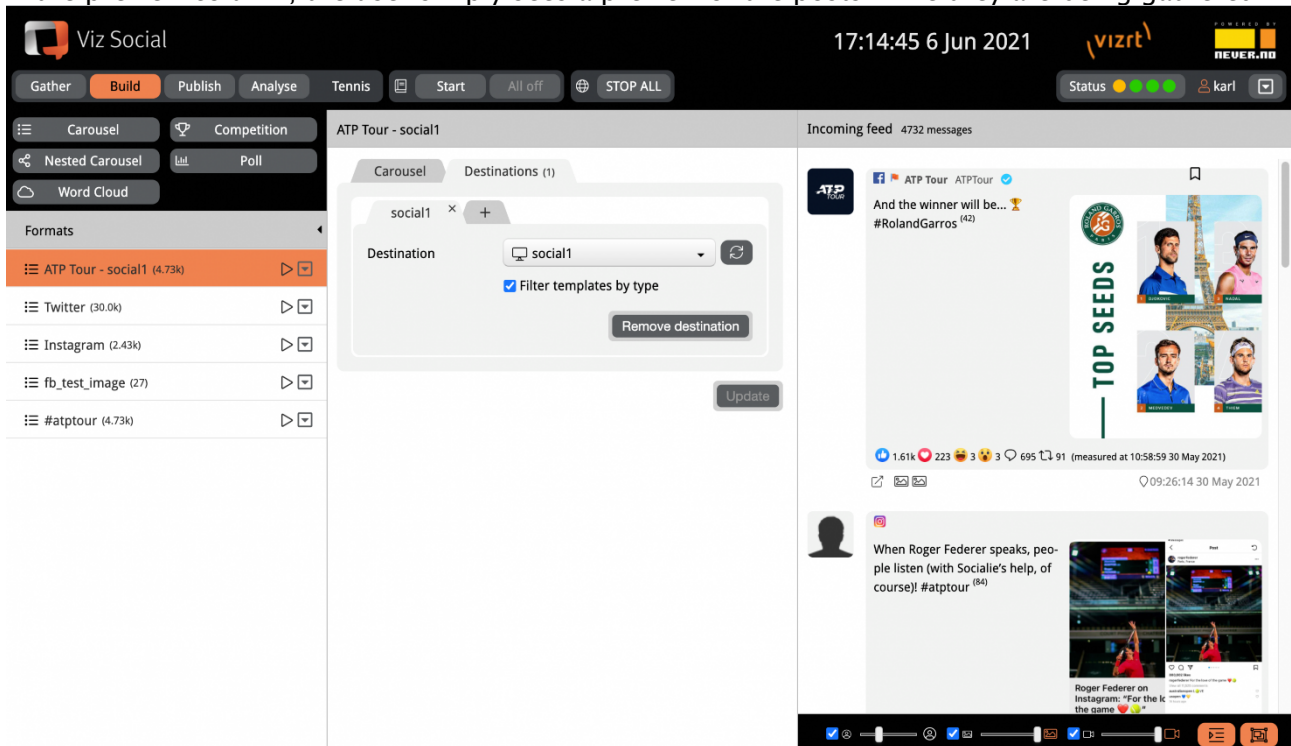 Viz Social
17:14:45 6 Jun 2021
vizrt
POWERED BY
never.no
Gather Build Publish Analyse Tennis Start All off STOP ALL
Status karl
Carousel Competition
Nested Carousel Poll
Word Cloud
Formats
ATP Tour - social1 (4.73k)
Twitter (30.0k)
Instagram (2.43k)
fb_test_image (27)
#atptour (4.73k)
ATP Tour - social1
Carousel Destinations (1)
social1 × +
Destination social1
Filter templates by type
Remove destination
Update
Incoming feed 4732 messages
ATP
TOUR
ATP Tour ATPTour
And the winner will be...
#RolandGarros (42)
TOP SEEDS
DJOKOVIC NADAL
MEDVEDEV THIEM
1.61k 223 3 3 695 91 (measured at 10:58:59 30 May 2021)
09:26:14 30 May 2021
When Roger Federer speaks, peo-
ple listen (with Socialie's help, of
course)! #atptour (84)
Post
Roger Federer on
Instagram: "For the lo
the game